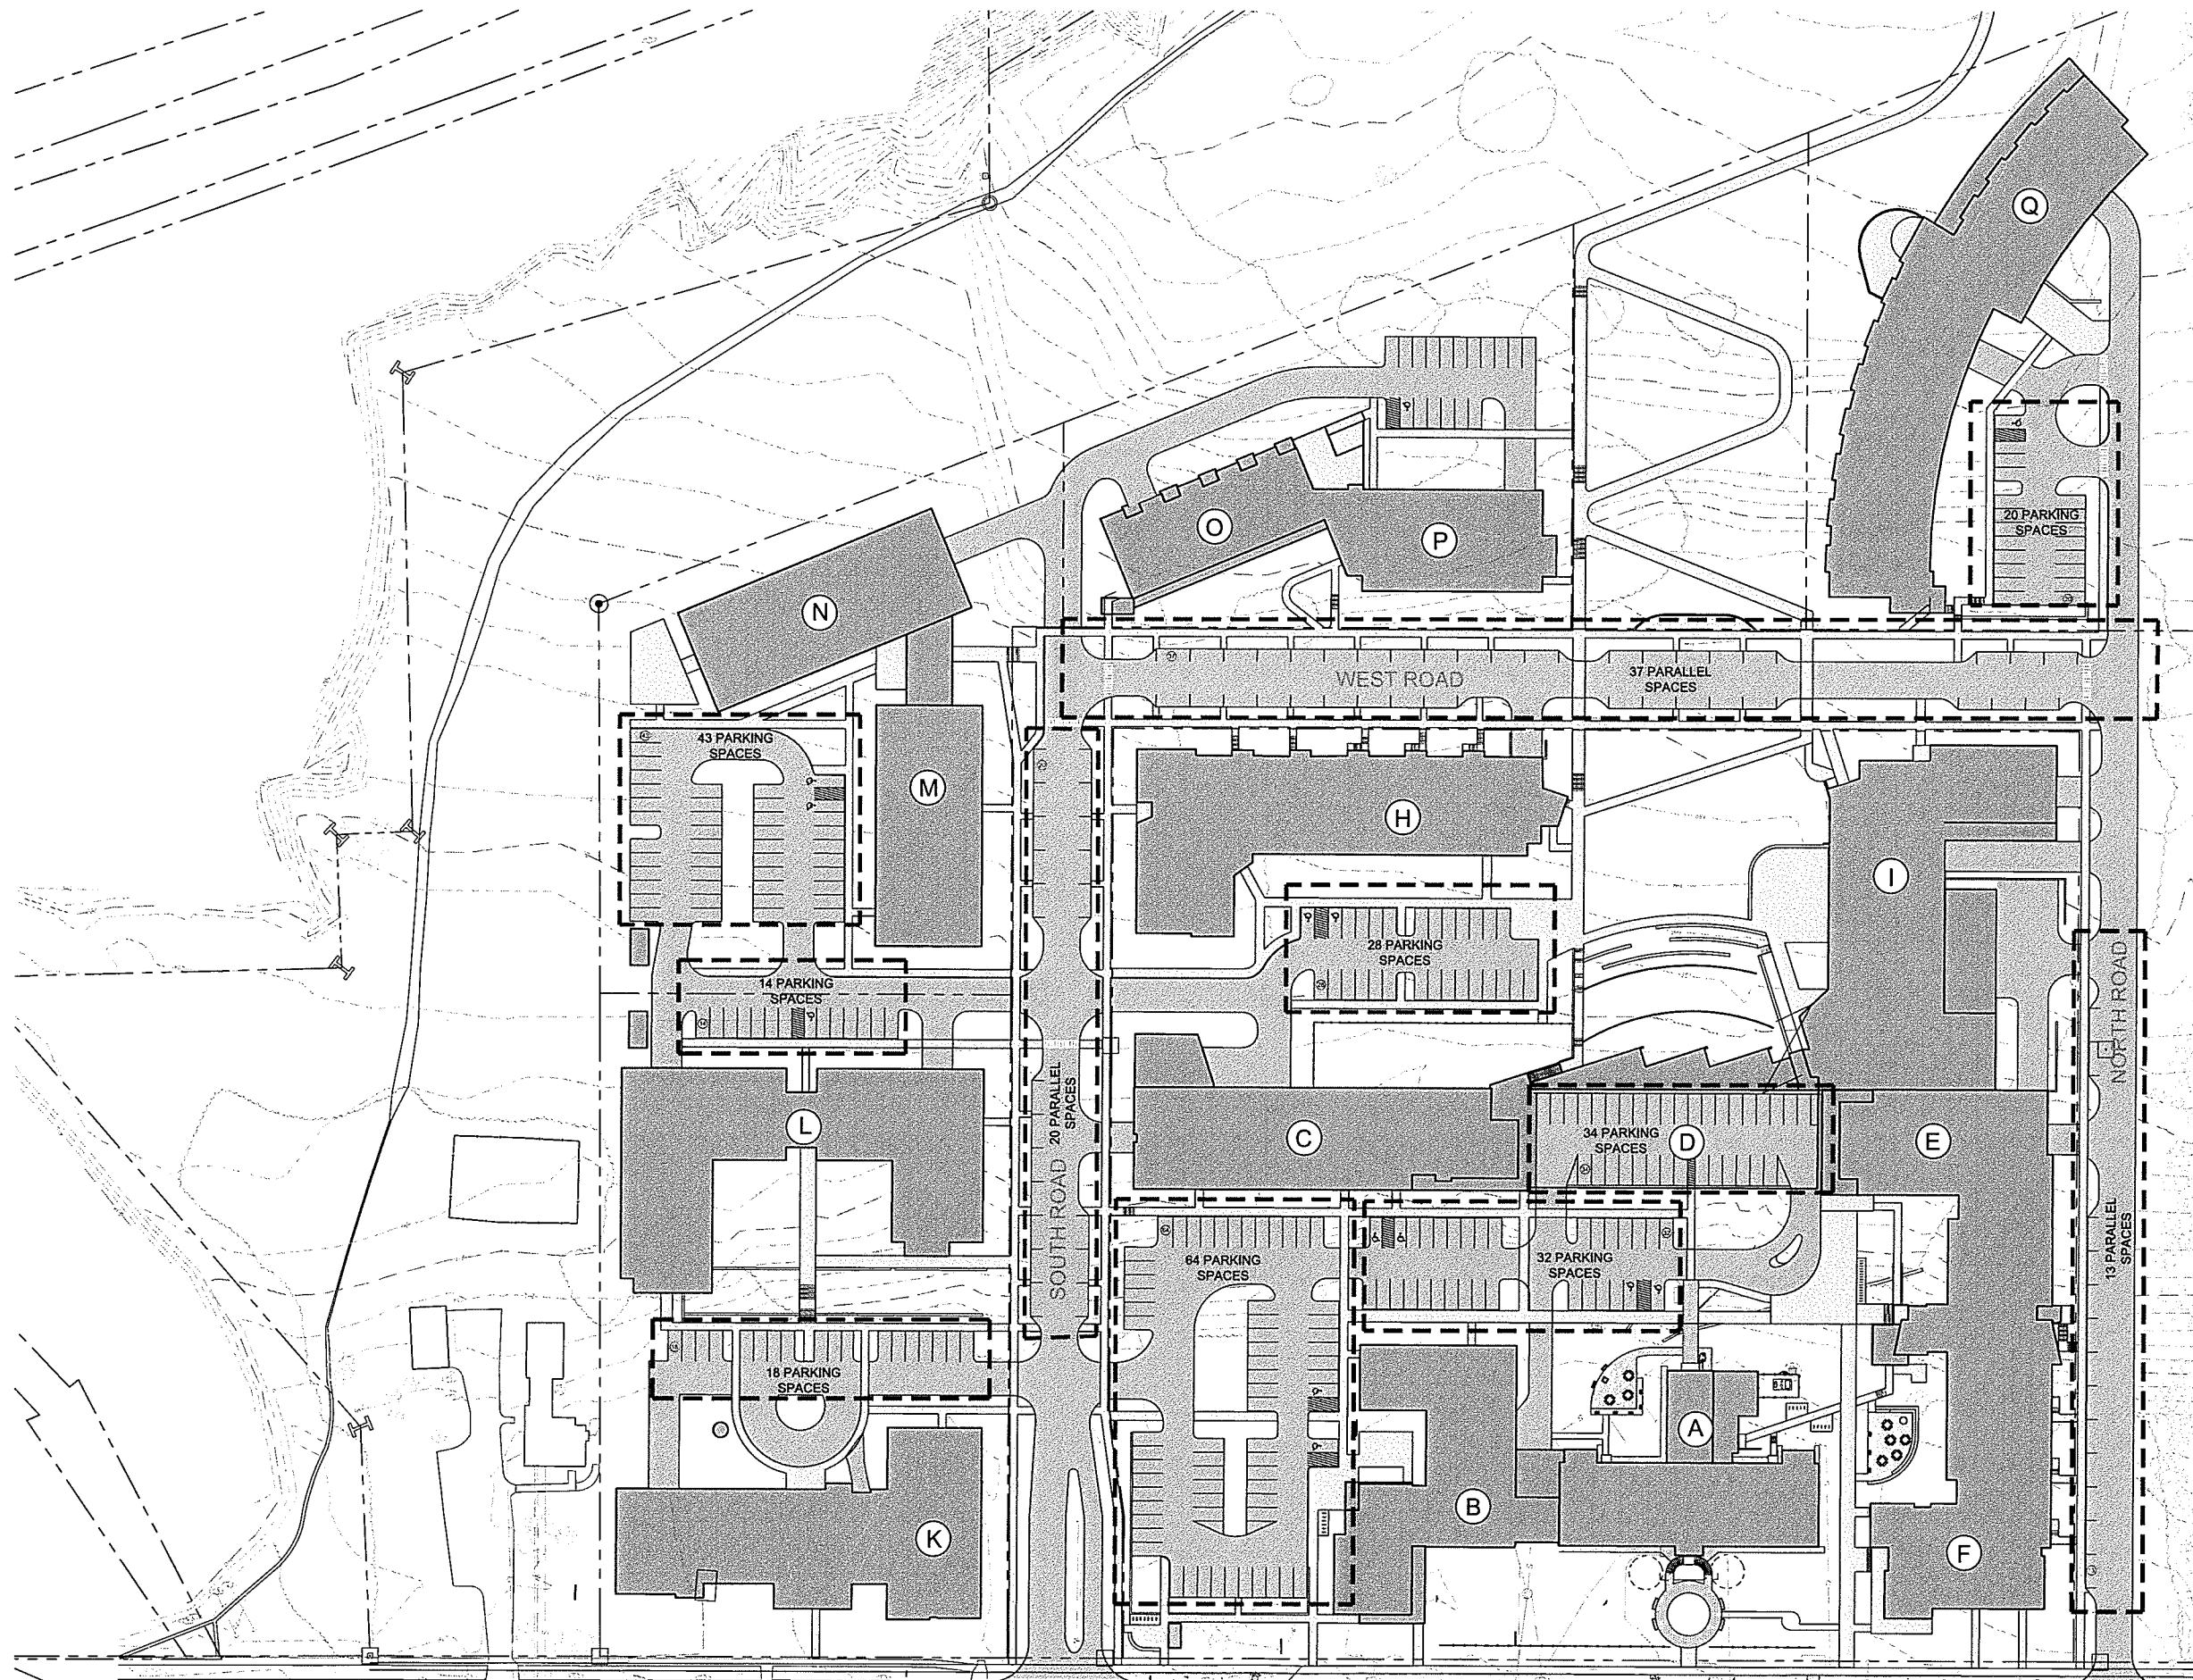 Q
20 PARKING
SPACES
O
P
N
WEST ROAD
37 PARALLEL
SPACES
43 PARKING
SPACES
M
H
I
28 PARKING
SPACES
14 PARKING
SPACES
NORTH ROAD
13 PARALLEL
SPACES
SOUTH ROAD
20 PARALLEL
SPACES
L
C
34 PARKING
SPACES
D
E
64 PARKING
SPACES
32 PARKING
SPACES
18 PARKING
SPACES
A
B
K
F